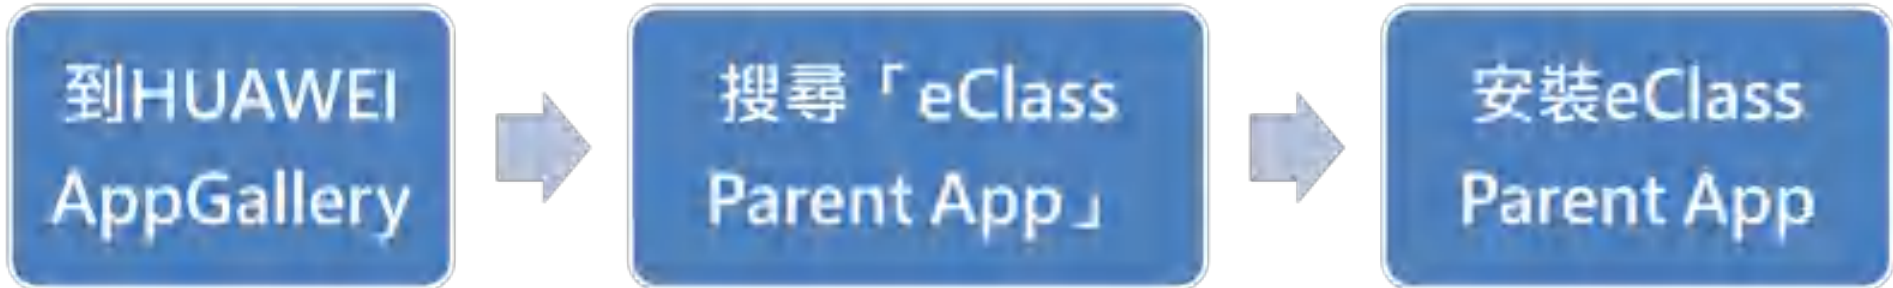 到HUAWEI
AppGallery
搜尋「eClass
Parent App」
安裝eClass
Parent App